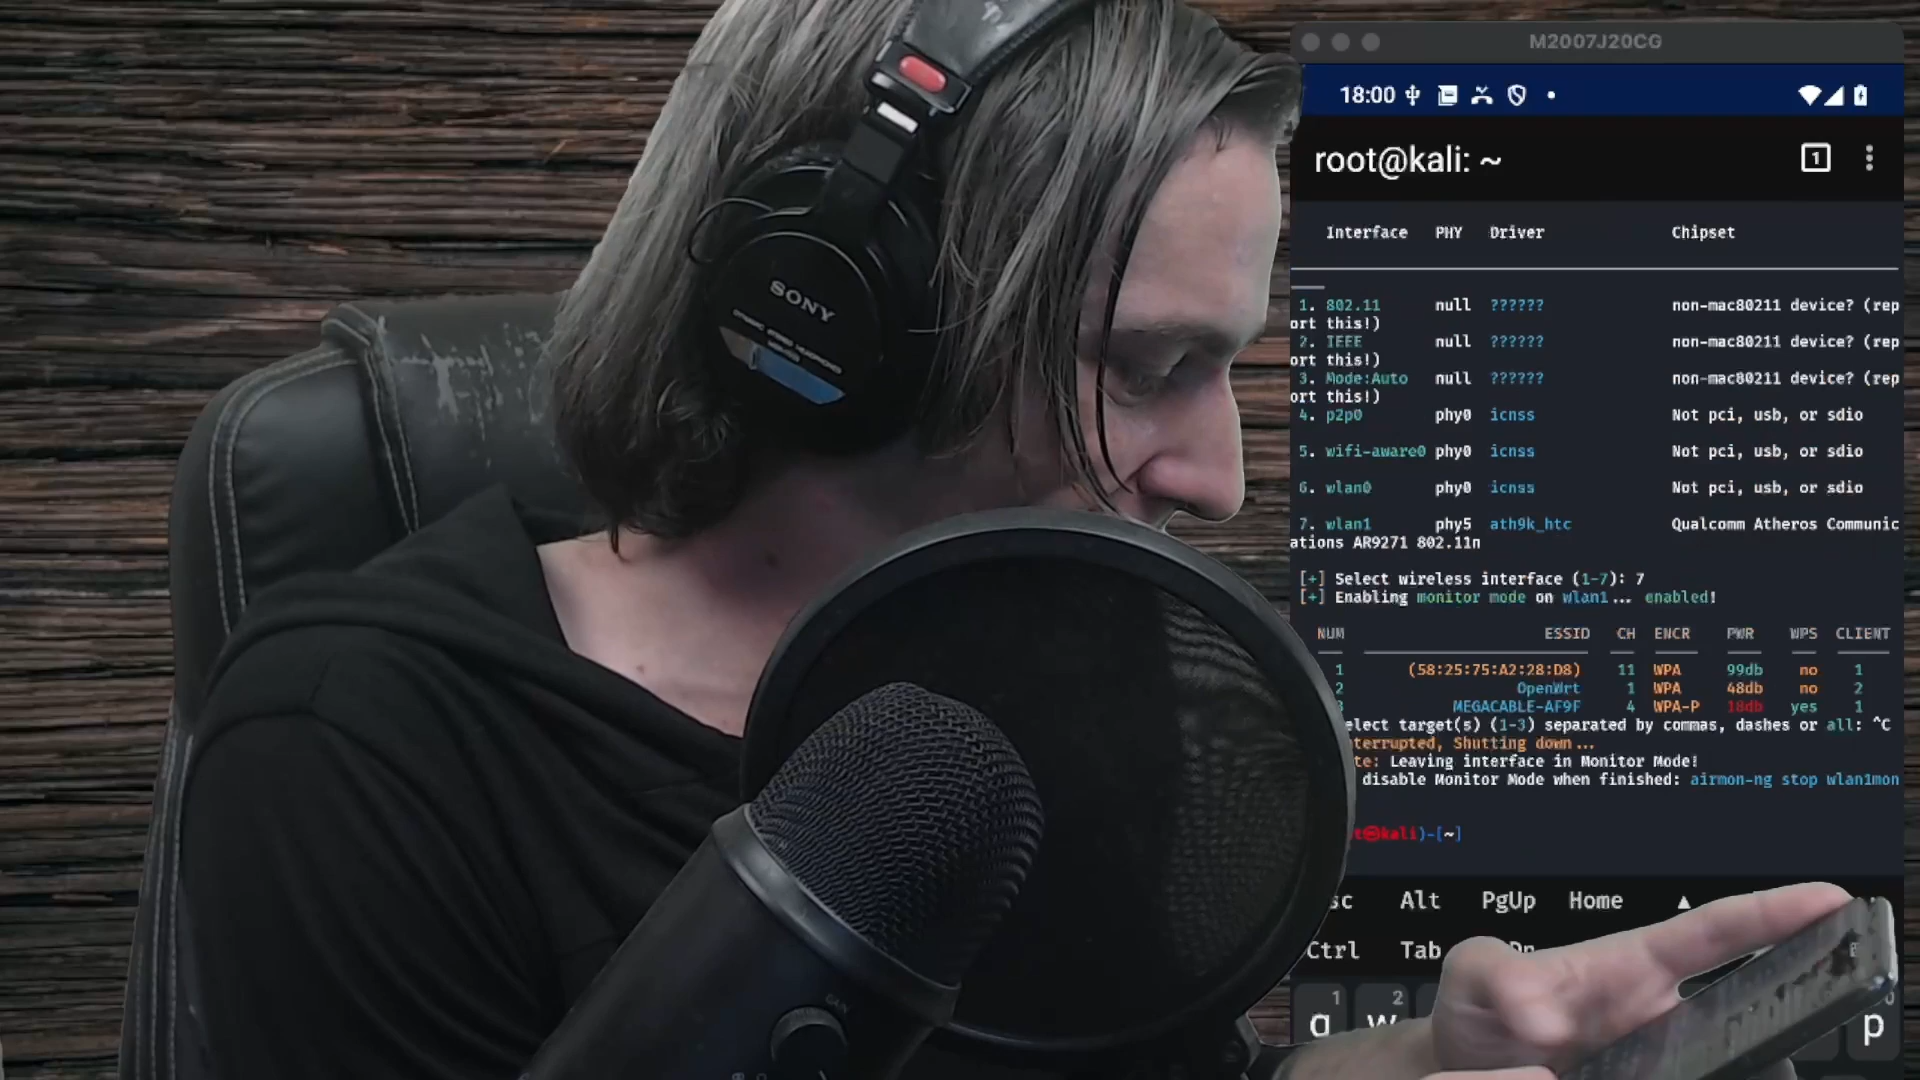 M2007J20CG
18:00
root@kali: ~
1
Interface PHY Driver Chipset
1. 802.11 null ?????? non-mac80211 device? (rep
ort this!)
2. IEEE null ?????? non-mac80211 device? (rep
ort this!)
3. Mode:Auto null ?????? non-mac80211 device? (rep
ort this!)
4. p2p0 phy0 icnss Not pci, usb, or sdio
5. wifi-aware0 phy0 icnss Not pci, usb, or sdio
6. wlan0 phy0 icnss Not pci, usb, or sdio
7. wlan1 phy5 ath9k_htc Qualcomm Atheros Communic
ations AR9271 802.11n
[+] Select wireless interface (1-7): 7
[+] Enabling monitor mode on wlan1... enabled!
NUM ESSID CH ENCR PWR WPS CLIENT
1 (58:25:75:A2:28:D8) 11 WPA 99db no 1
2 OpenWrt 1 WPA 48db no 2
3 MEGACABLE-AF9F 4 WPA-P 18db yes 1
elect target(s) (1-3) separated by commas, dashes or all: ^C
terrupted, Shutting down...
te: Leaving interface in Monitor Mode!
disable Monitor Mode when finished: airmon-ng stop wlan1mon
t㉿kali)-[~]
sc Alt PgUp Home ▲
Ctrl Tab Dn
1 2
q w p
SONY
GAIN